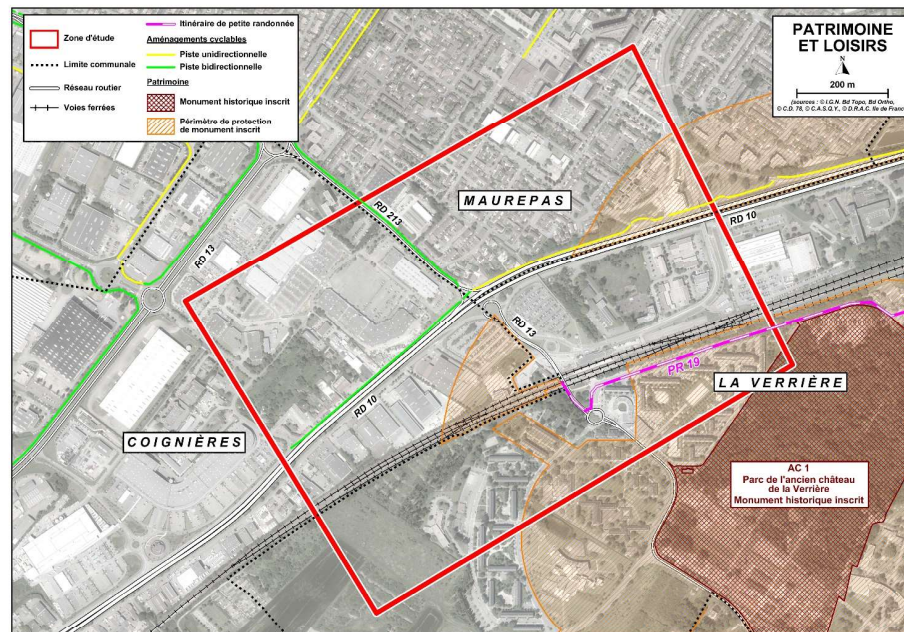 Zone d'étude
Limite communale
Réseau routier
Voies ferrées
Itinéraire de petite randonnée
Aménagements cyclables
Piste unidirectionnelle
Piste bidirectionnelle
Patrimoine
Monument historique inscrit
Périmètre de protection
de monument inscrit
PATRIMOINE
ET LOISIRS
N
200 m
(sources : © I.G.N. Bd Topo, Bd Ortho,
© C.D. 78, © C.A.S.Q.Y., © D.R.A.C. Ile de France
MAUREPAS
RD 213
RD 10
RD 13
RD 13
PR 19
LA VERRIÈRE
RD 10
COIGNIÈRES
AC 1
Parc de l'ancien château
de la Verrière
Monument historique inscrit